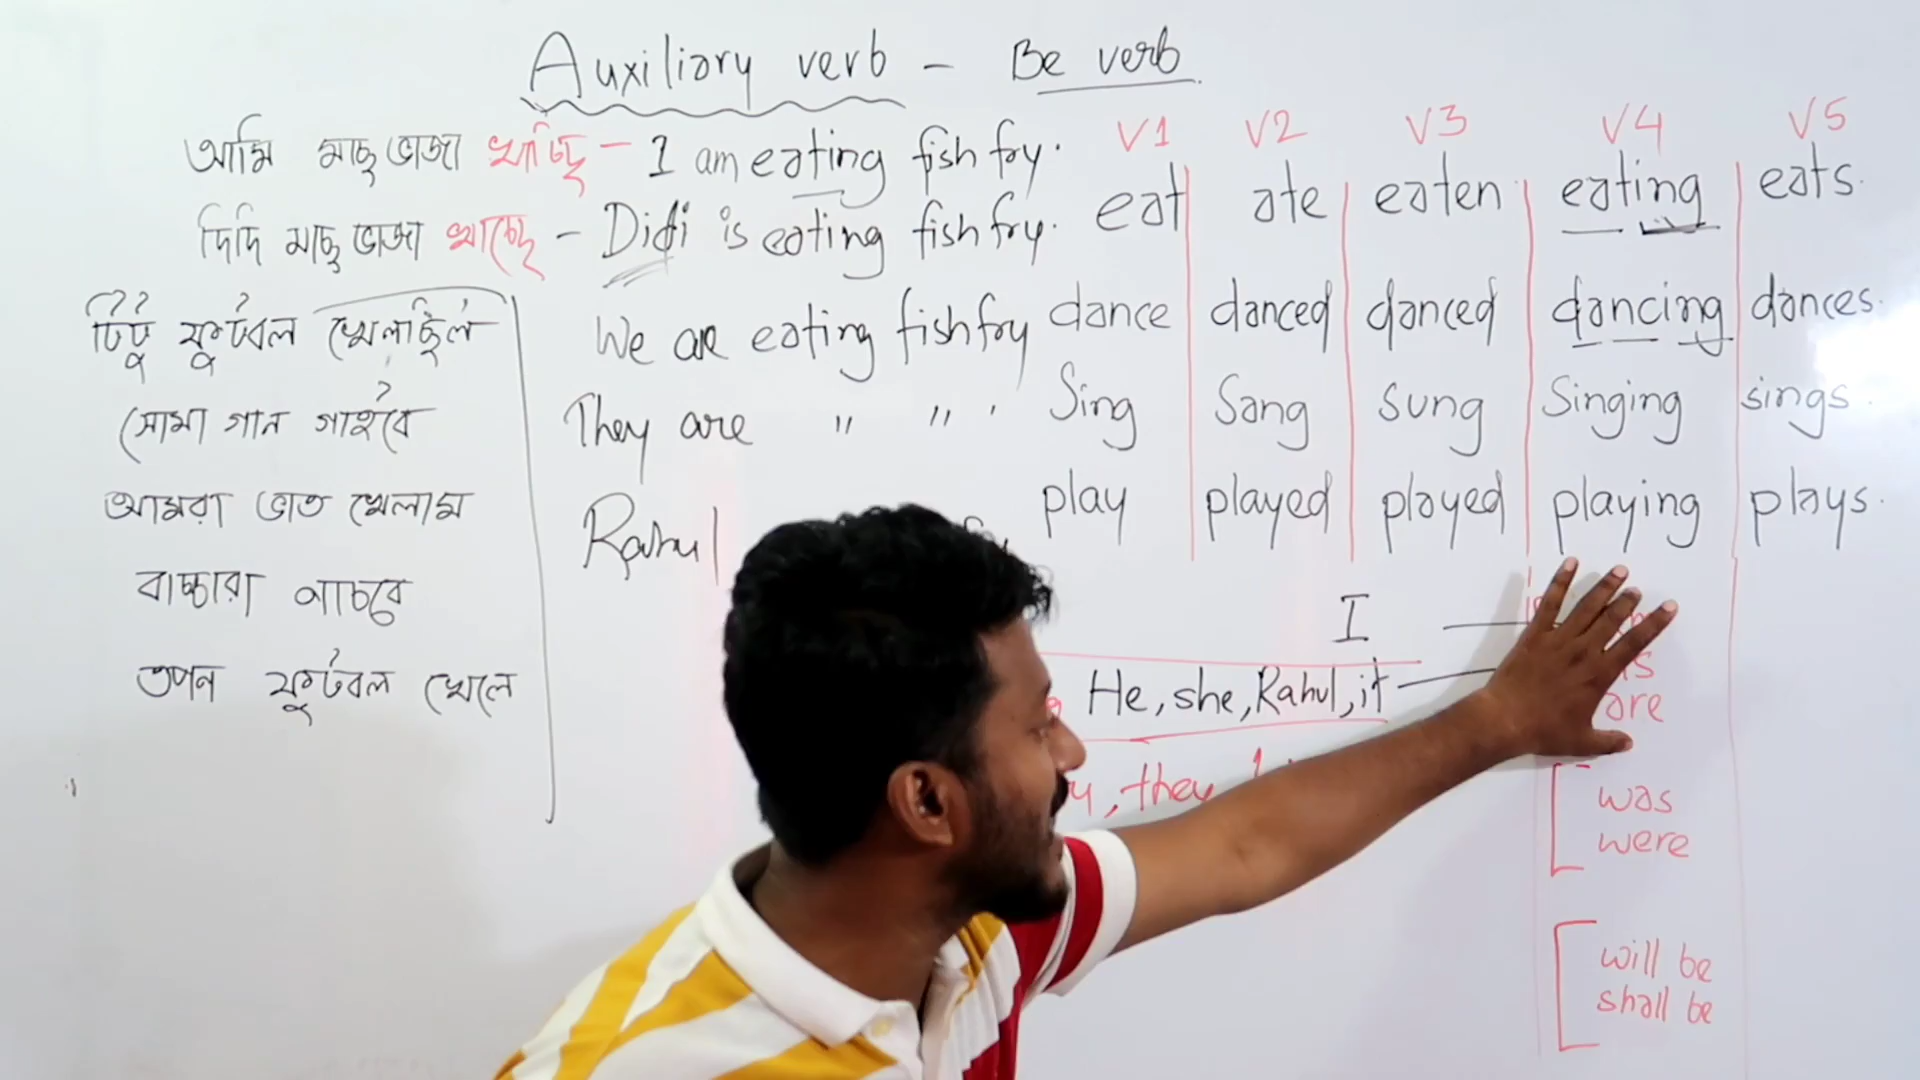 Auxiliary verb - Be verb
আমি মাছ ভাজা খাচ্ছি - I am eating fish fry.
দিদি মাছ ভাজা খাচ্ছে - Didi is eating fish fry.
We are eating fish fry
They are " " "
Rahul
টিটু ফুটবল খেলছিল
সোমা গান গাইবে
আমরা ভাত খেলাম
বাচ্চারা নাচবে
তপন ফুটবল খেলে
V1 V2 V3 V4 V5
eat ate eaten eating eats.
dance danced danced dancing dances.
Sing Sang sung Singing sings.
play played played playing plays.
I
He, she, Rahul, it
are
they
was
were
will be
shall be